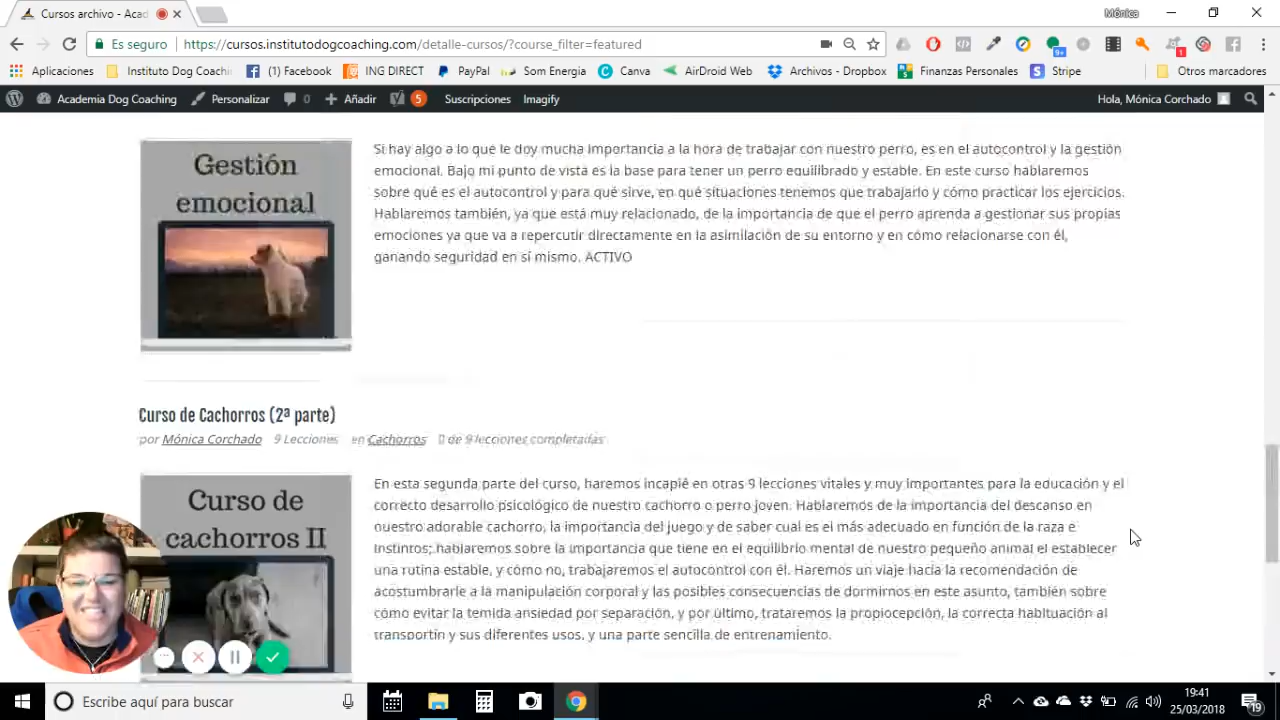 Cursos archivo - Acad
Mónica
Es seguro
https://cursos.institutodogcoaching.com/detalle-cursos/?course_filter=featured
9+
1
Aplicaciones
Instituto Dog Coachi
(1) Facebook
ING DIRECT
PayPal
Som Energia
Canva
AirDroid Web
Archivos - Dropbox
Finanzas Personales
Stripe
Otros marcadores
Academia Dog Coaching
Personalizar
0
Añadir
5
Suscripciones
Imagify
Hola, Mónica Corchado
Gestión
emocional
Si hay algo a lo que le doy mucha importancia a la hora de trabajar con nuestro perro, es en el autocontrol y la gestión
emocional. Bajo mi punto de vista es la base para tener un perro equilibrado y estable. En este curso hablaremos
sobre qué es el autocontrol y para qué sirve, en qué situaciones tenemos que trabajarlo y cómo practicar los ejercicios.
Hablaremos también, ya que está muy relacionado, de la importancia de que el perro aprenda a gestionar sus propias
emociones ya que va a repercutir directamente en la asimilación de su entorno y en cómo relacionarse con él,
ganando seguridad en sí mismo. ACTIVO
Curso de Cachorros (2ª parte)
por Mónica Corchado
9 Lecciones
en Cachorros
0 de 9 lecciones completadas
Curso de
cachorros II
En esta segunda parte del curso, haremos incapié en otras 9 lecciones vitales y muy importantes para la educación y el
correcto desarrollo psicológico de nuestro cachorro o perro joven. Hablaremos de la importancia del descanso en
nuestro adorable cachorro, la importancia del juego y de saber cual es el más adecuado en función de la raza e
instintos; hablaremos sobre la importancia que tiene en el equilibrio mental de nuestro pequeño animal el establecer
una rutina estable, y cómo no, trabajaremos el autocontrol con él. Haremos un viaje hacia la recomendación de
acostumbrarle a la manipulación corporal y las posibles consecuencias de dormirnos en este asunto, también sobre
cómo evitar la temida ansiedad por separación, y por último, trataremos la propiocepción, la correcta habituación al
transportín y sus diferentes usos, y una parte sencilla de entrenamiento.
Escribe aquí para buscar
19:41
25/03/2018
19